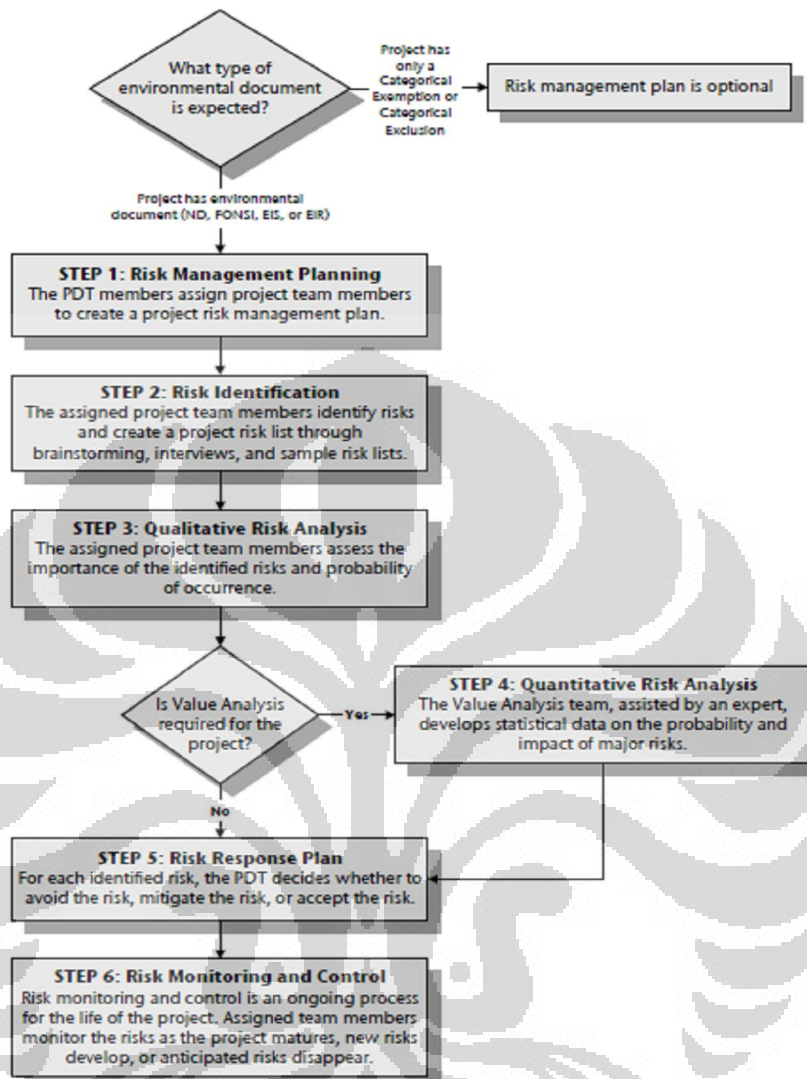 What type of
environmental document
is expected?
Project has
only a
Categorical
Exemption or
Categorical
Exclusion
Risk management plan is optional
Project has environmental
document (ND, FONSI, EIS, or EIR)
STEP 1: Risk Management Planning
The PDT members assign project team members
to create a project risk management plan.
STEP 2: Risk Identification
The assigned project team members identify risks
and create a project risk list through
brainstorming, interviews, and sample risk lists.
STEP 3: Qualitative Risk Analysis
The assigned project team members assess the
importance of the identified risks and probability
of occurrence.
Is Value Analysis
required for the
project?
Yes
STEP 4: Quantitative Risk Analysis
The Value Analysis team, assisted by an expert,
develops statistical data on the probability and
impact of major risks.
No
STEP 5: Risk Response Plan
For each identified risk, the PDT decides whether to
avoid the risk, mitigate the risk, or accept the risk.
STEP 6: Risk Monitoring and Control
Risk monitoring and control is an ongoing process
for the life of the project. Assigned team members
monitor the risks as the project matures, new risks
develop, or anticipated risks disappear.